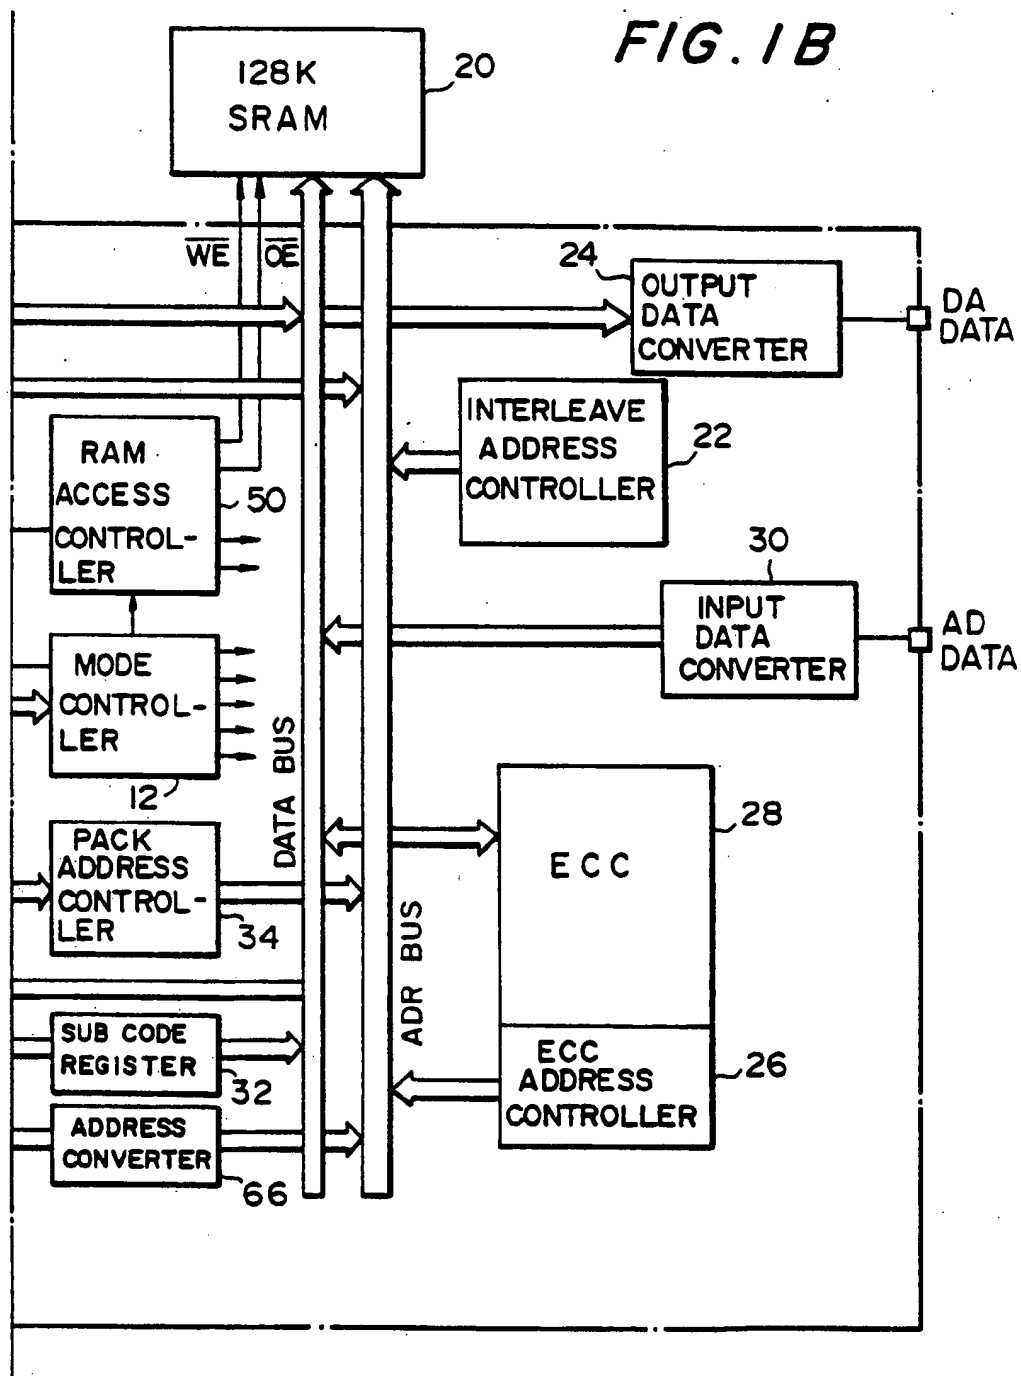 FIG. 1B
128K
SRAM
20
W̅E̅
O̅E̅
24
OUTPUT
DATA
CONVERTER
DA
DATA
INTERLEAVE
ADDRESS
CONTROLLER
22
RAM
ACCESS
CONTROL-
LER
50
30
INPUT
DATA
CONVERTER
AD
DATA
MODE
CONTROL-
LER
12
DATA BUS
PACK
ADDRESS
CONTROL-
LER
34
ADR BUS
ECC
28
SUB CODE
REGISTER
32
ECC
ADDRESS
CONTROLLER
26
ADDRESS
CONVERTER
66